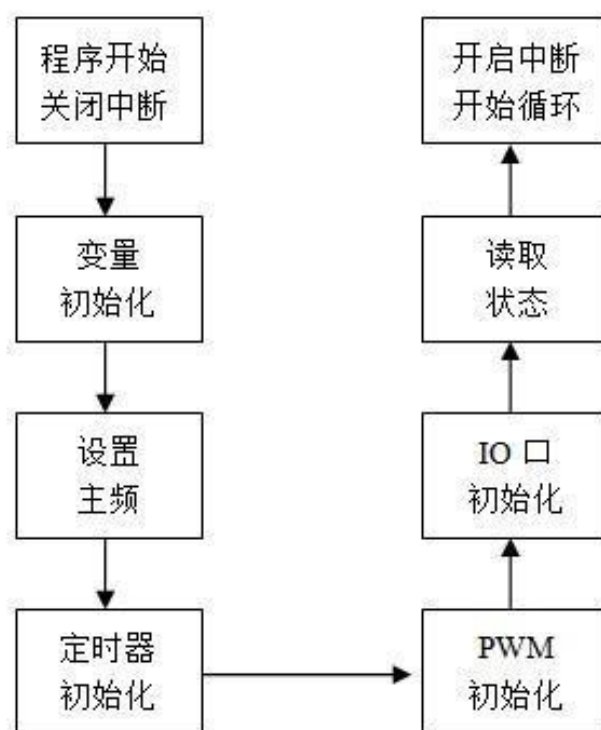 程序开始
关闭中断
变量
初始化
设置
主频
定时器
初始化
PWM
初始化
IO 口
初始化
读取
状态
开启中断
开始循环